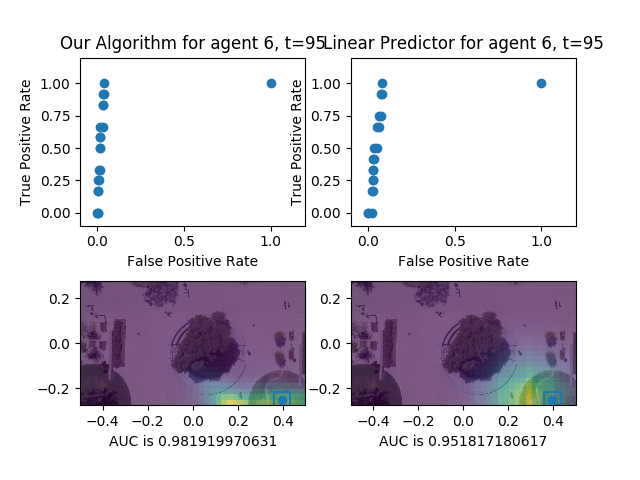 Our Algorithm for agent 6, t=95
Linear Predictor for agent 6, t=95
True Positive Rate
1.00
0.75
0.50
0.25
0.00
0.0 0.5 1.0
False Positive Rate
True Positive Rate
1.00
0.75
0.50
0.25
0.00
0.0 0.5 1.0
False Positive Rate
0.2
0.0
−0.2
−0.4 −0.2 0.0 0.2 0.4
AUC is 0.981919970631
0.2
0.0
−0.2
−0.4 −0.2 0.0 0.2 0.4
AUC is 0.951817180617